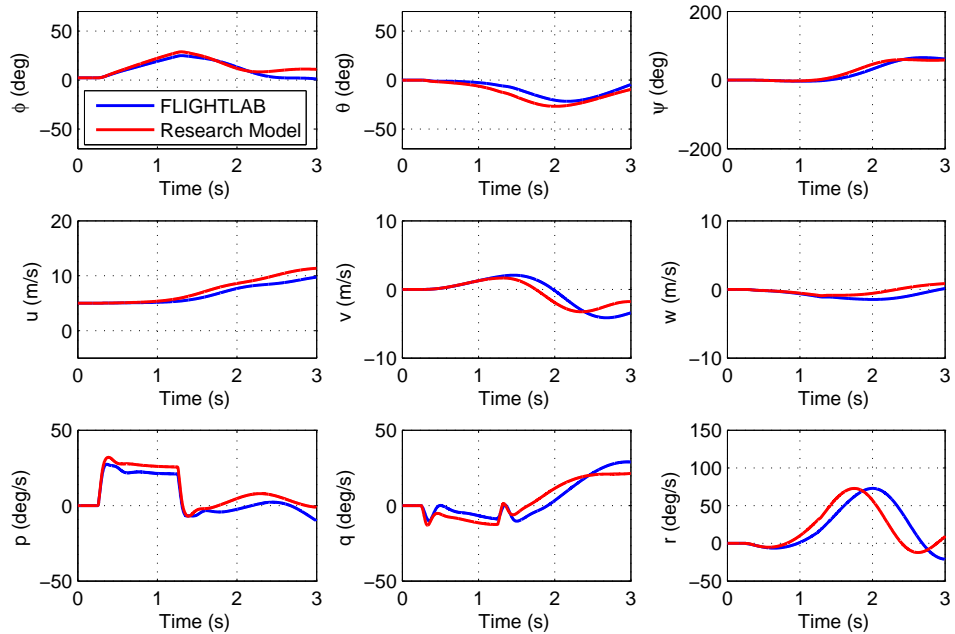 50
0
−50
ϕ (deg)
FLIGHTLAB
Research Model
0 1 2 3
Time (s)
50
0
−50
θ (deg)
0 1 2 3
Time (s)
200
0
−200
ψ (deg)
0 1 2 3
Time (s)
20
10
0
u (m/s)
0 1 2 3
Time (s)
10
0
−10
v (m/s)
0 1 2 3
Time (s)
10
0
−10
w (m/s)
0 1 2 3
Time (s)
50
0
−50
p (deg/s)
0 1 2 3
Time (s)
50
0
−50
q (deg/s)
0 1 2 3
Time (s)
150
100
50
0
−50
r (deg/s)
0 1 2 3
Time (s)